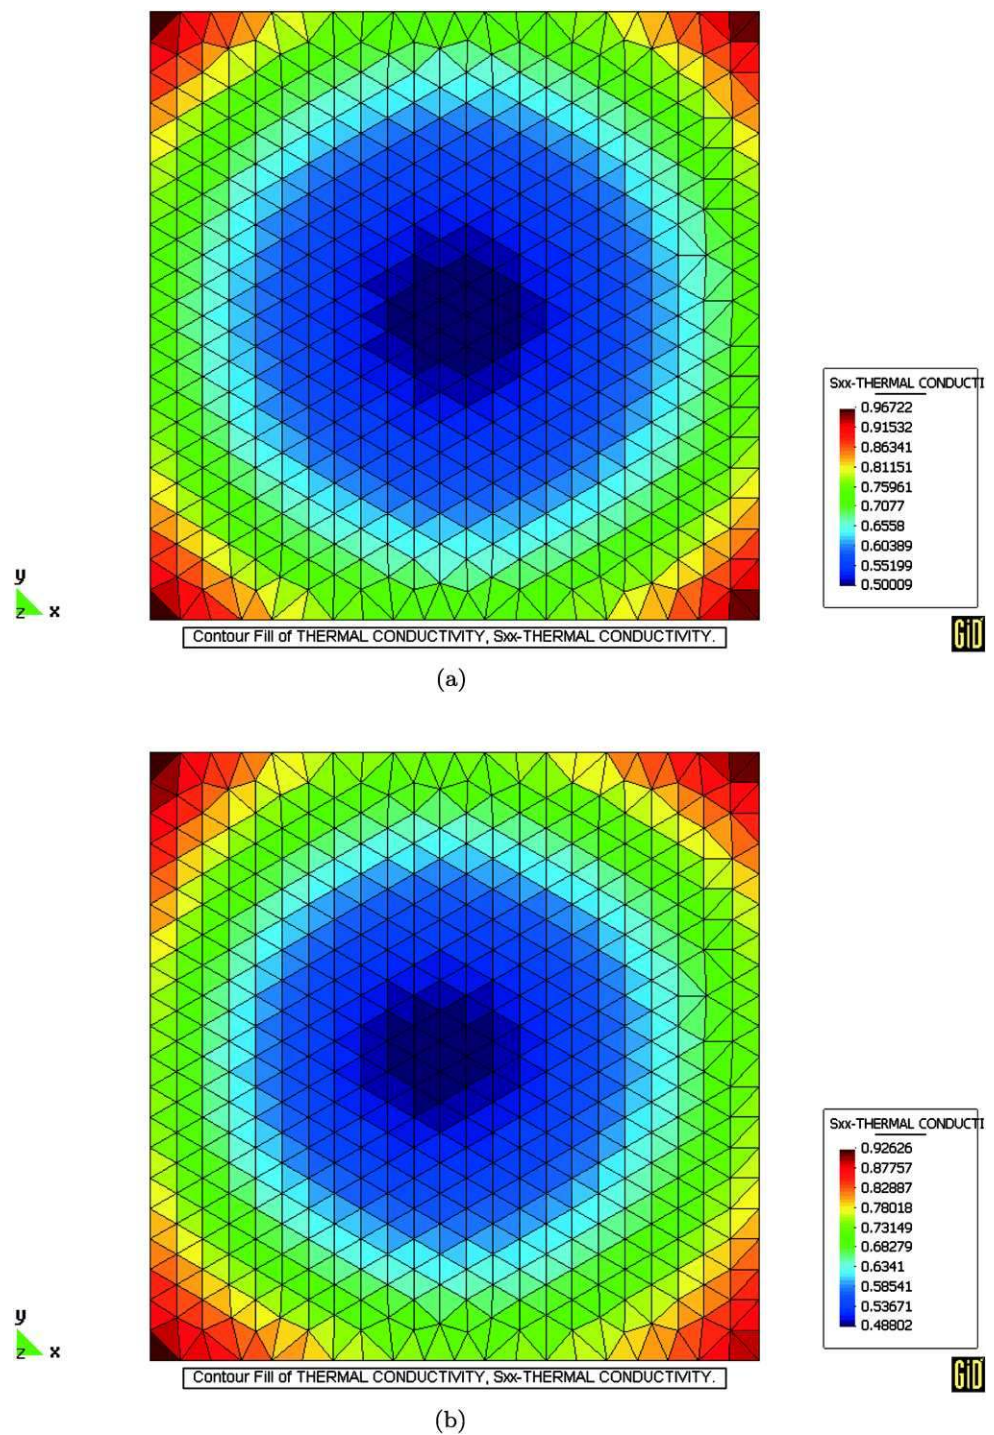 Sxx-THERMAL CONDUCTI
0.96722
0.91532
0.86341
0.81151
0.75961
0.7077
0.6558
0.60389
0.55199
0.50009
y
z x
Contour Fill of THERMAL CONDUCTIVITY, Sxx-THERMAL CONDUCTIVITY.
GiD
(a)
Sxx-THERMAL CONDUCTI
0.92626
0.87757
0.82887
0.78018
0.73149
0.68279
0.6341
0.58541
0.53671
0.48802
y
z x
Contour Fill of THERMAL CONDUCTIVITY, Sxx-THERMAL CONDUCTIVITY.
GiD
(b)